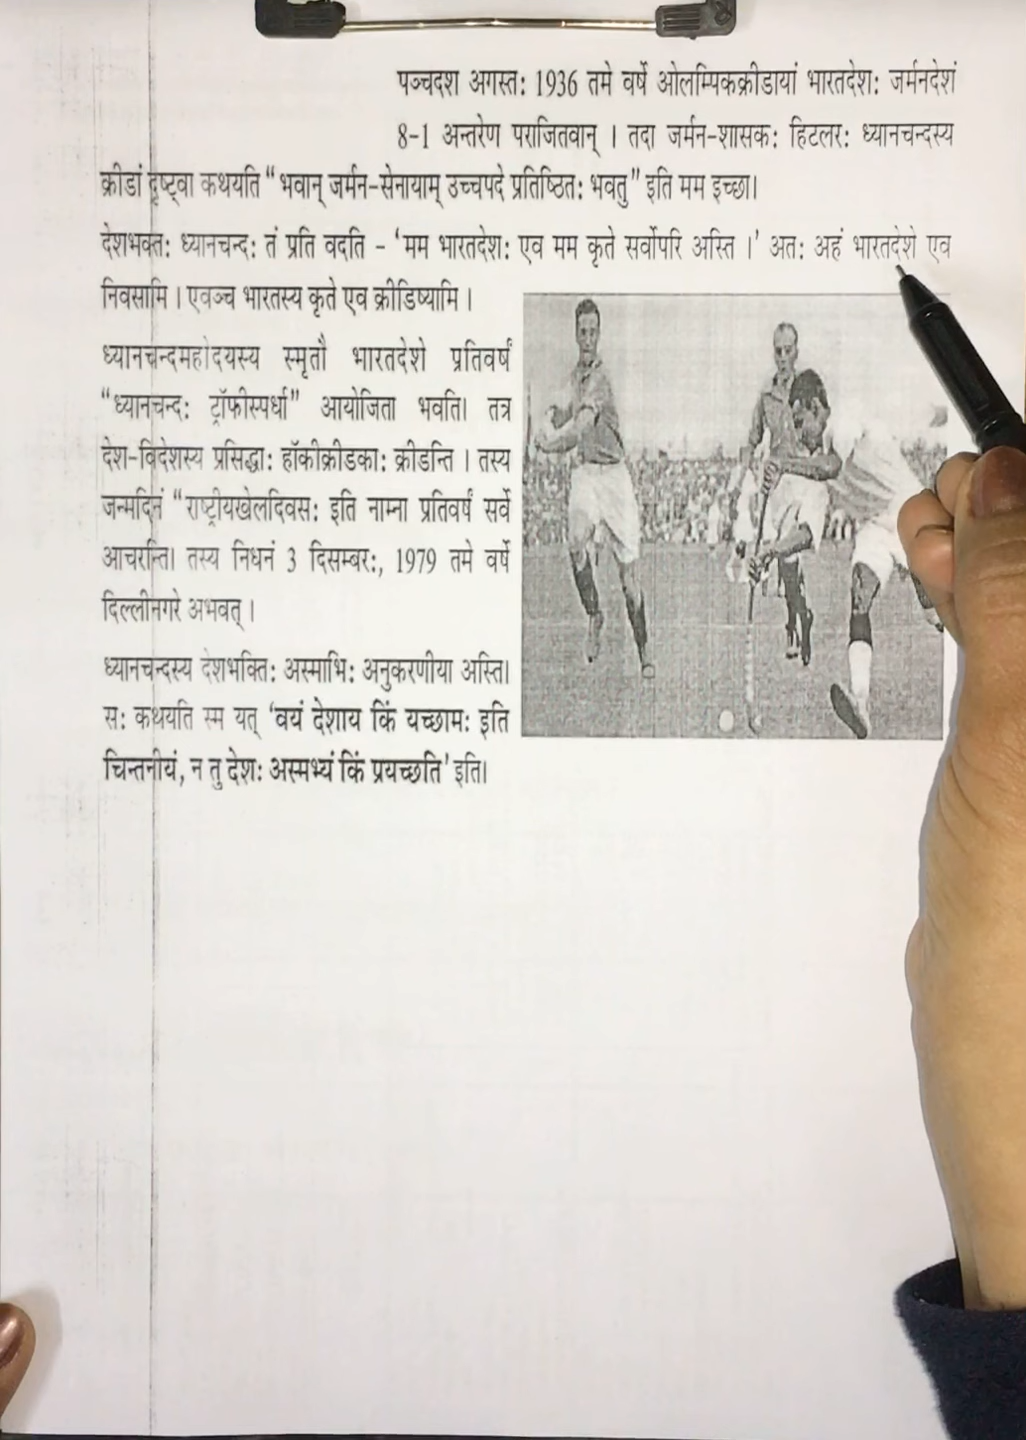 पञ्चदश अगस्तः 1936 तमे वर्षे ओलम्पिकक्रीडायां भारतदेशः जर्मनदेशं
8-1 अन्तरेण पराजितवान् । तदा जर्मन-शासकः हिटलरः ध्यानचन्दस्य
क्रीडां दृष्ट्वा कथयति “ भवान् जर्मन-सेनायाम् उच्चपदे प्रतिष्ठितः भवतु” इति मम इच्छा।
देशभक्तः ध्यानचन्दः तं प्रति वदति - ‘मम भारतदेशः एव मम कृते सर्वोपरि अस्ति ।’ अतः अहं भारतदेशे एव
निवसामि । एवञ्च भारतस्य कृते एव क्रीडिष्यामि ।
ध्यानचन्दमहोदयस्य स्मृतौ भारतदेशे प्रतिवर्षं
“ध्यानचन्दः ट्रॉफीस्पर्धा” आयोजिता भवति। तत्र
देश-विदेशस्य प्रसिद्धाः हॉकीक्रीडकाः क्रीडन्ति । तस्य
जन्मदिनं “राष्ट्रीयखेलदिवसः इति नाम्ना प्रतिवर्षं सर्वे
आचरन्ति। तस्य निधनं 3 दिसम्बरः, 1979 तमे वर्षे
दिल्लीनगरे अभवत् ।
ध्यानचन्दस्य देशभक्तिः अस्माभिः अनुकरणीया अस्ति।
सः कथयति स्म यत् ‘वयं देशाय किं यच्छामः इति
चिन्तनीयं, न तु देशः अस्मभ्यं किं प्रयच्छति’ इति।